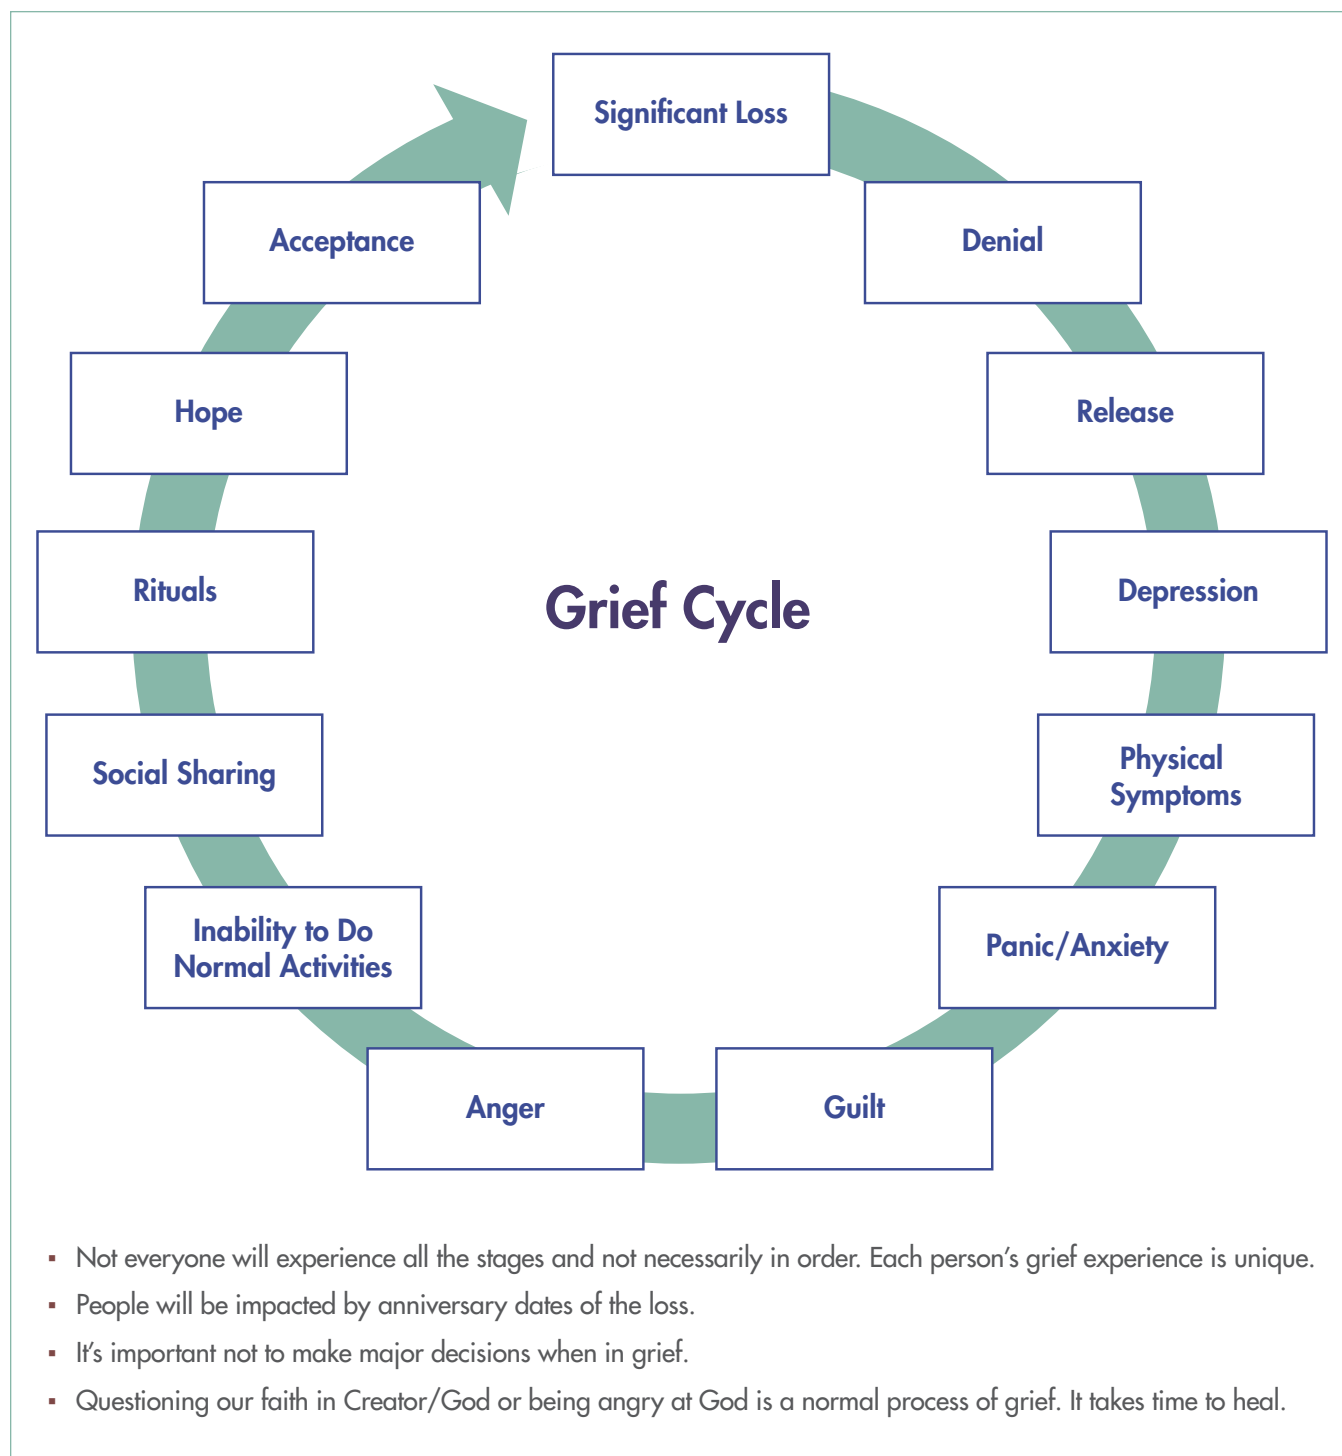 Significant Loss
Denial
Release
Depression
Physical
Symptoms
Panic/Anxiety
Guilt
Anger
Inability to Do
Normal Activities
Social Sharing
Rituals
Hope
Acceptance
Grief Cycle
▪ Not everyone will experience all the stages and not necessarily in order. Each person’s grief experience is unique.
▪ People will be impacted by anniversary dates of the loss.
▪ It’s important not to make major decisions when in grief.
▪ Questioning our faith in Creator/God or being angry at God is a normal process of grief. It takes time to heal.